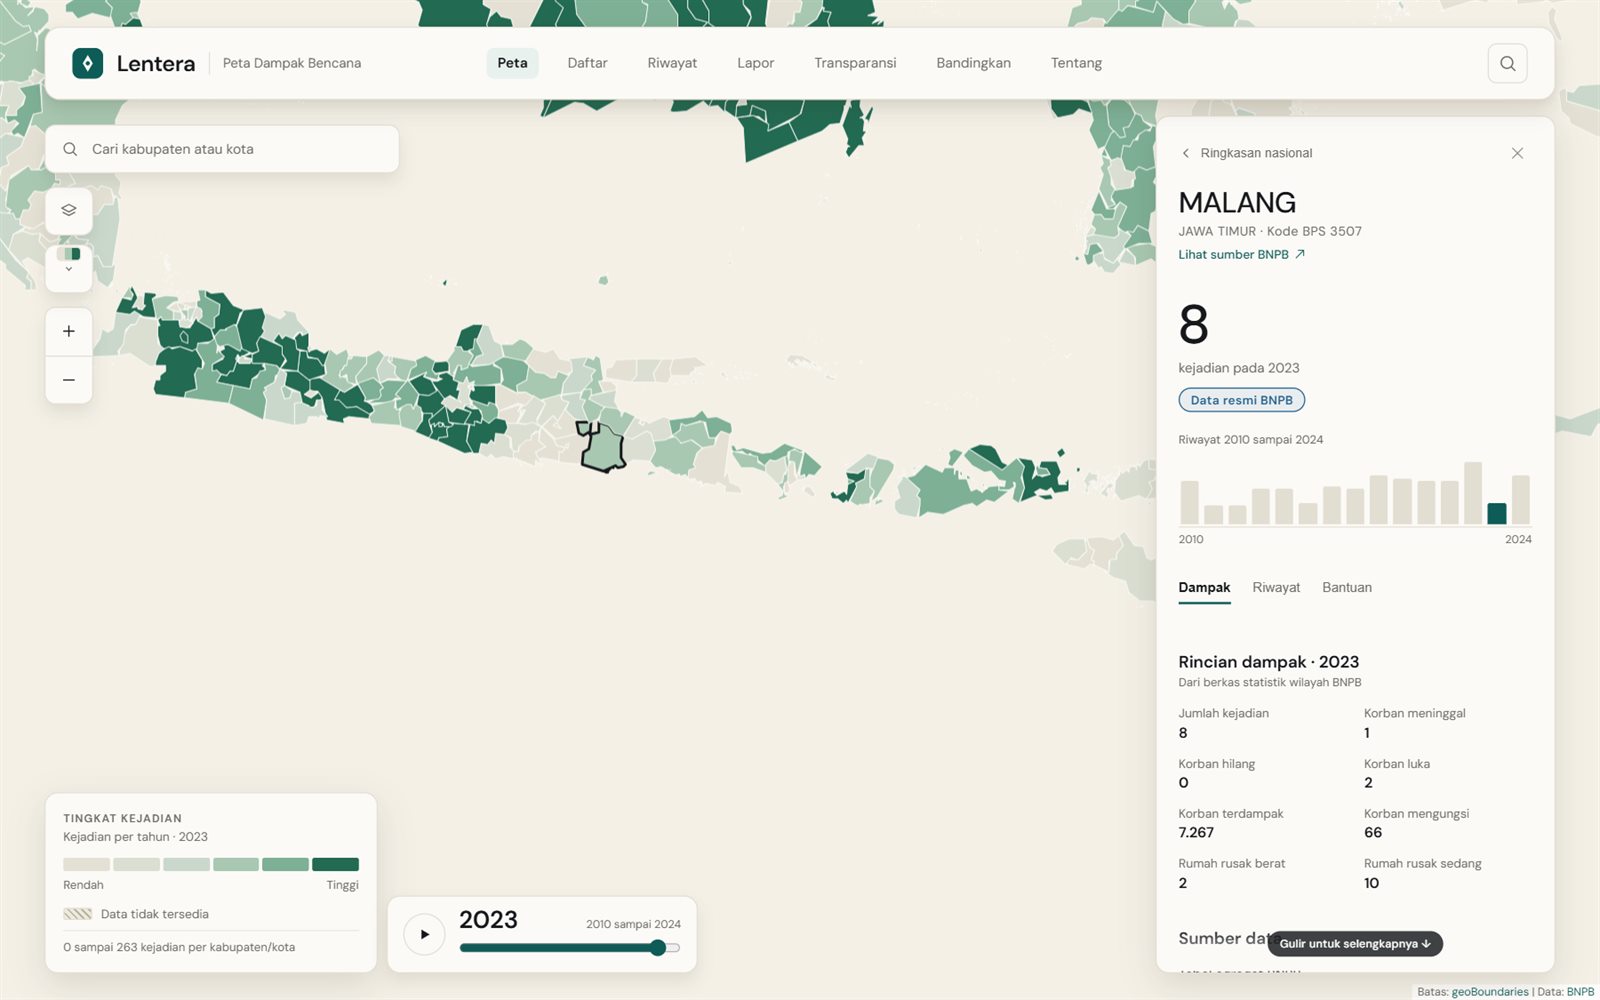 Lentera
Peta Dampak Bencana
Peta
Daftar
Riwayat
Lapor
Transparansi
Bandingkan
Tentang
Cari kabupaten atau kota
Ringkasan nasional
MALANG
JAWA TIMUR · Kode BPS 3507
Lihat sumber BNPB ↗
8
kejadian pada 2023
Data resmi BNPB
Riwayat 2010 sampai 2024
2010 2024
Dampak Riwayat Bantuan
Rincian dampak · 2023
Dari berkas statistik wilayah BNPB
Jumlah kejadian Korban meninggal
8 1
Korban hilang Korban luka
0 2
Korban terdampak Korban mengungsi
7.267 66
Rumah rusak berat Rumah rusak sedang
2 10
Sumber data
Gulir untuk selengkapnya ↓
TINGKAT KEJADIAN
Kejadian per tahun · 2023
Rendah Tinggi
Data tidak tersedia
0 sampai 263 kejadian per kabupaten/kota
2023 2010 sampai 2024
Batas: geoBoundaries | Data: BNPB